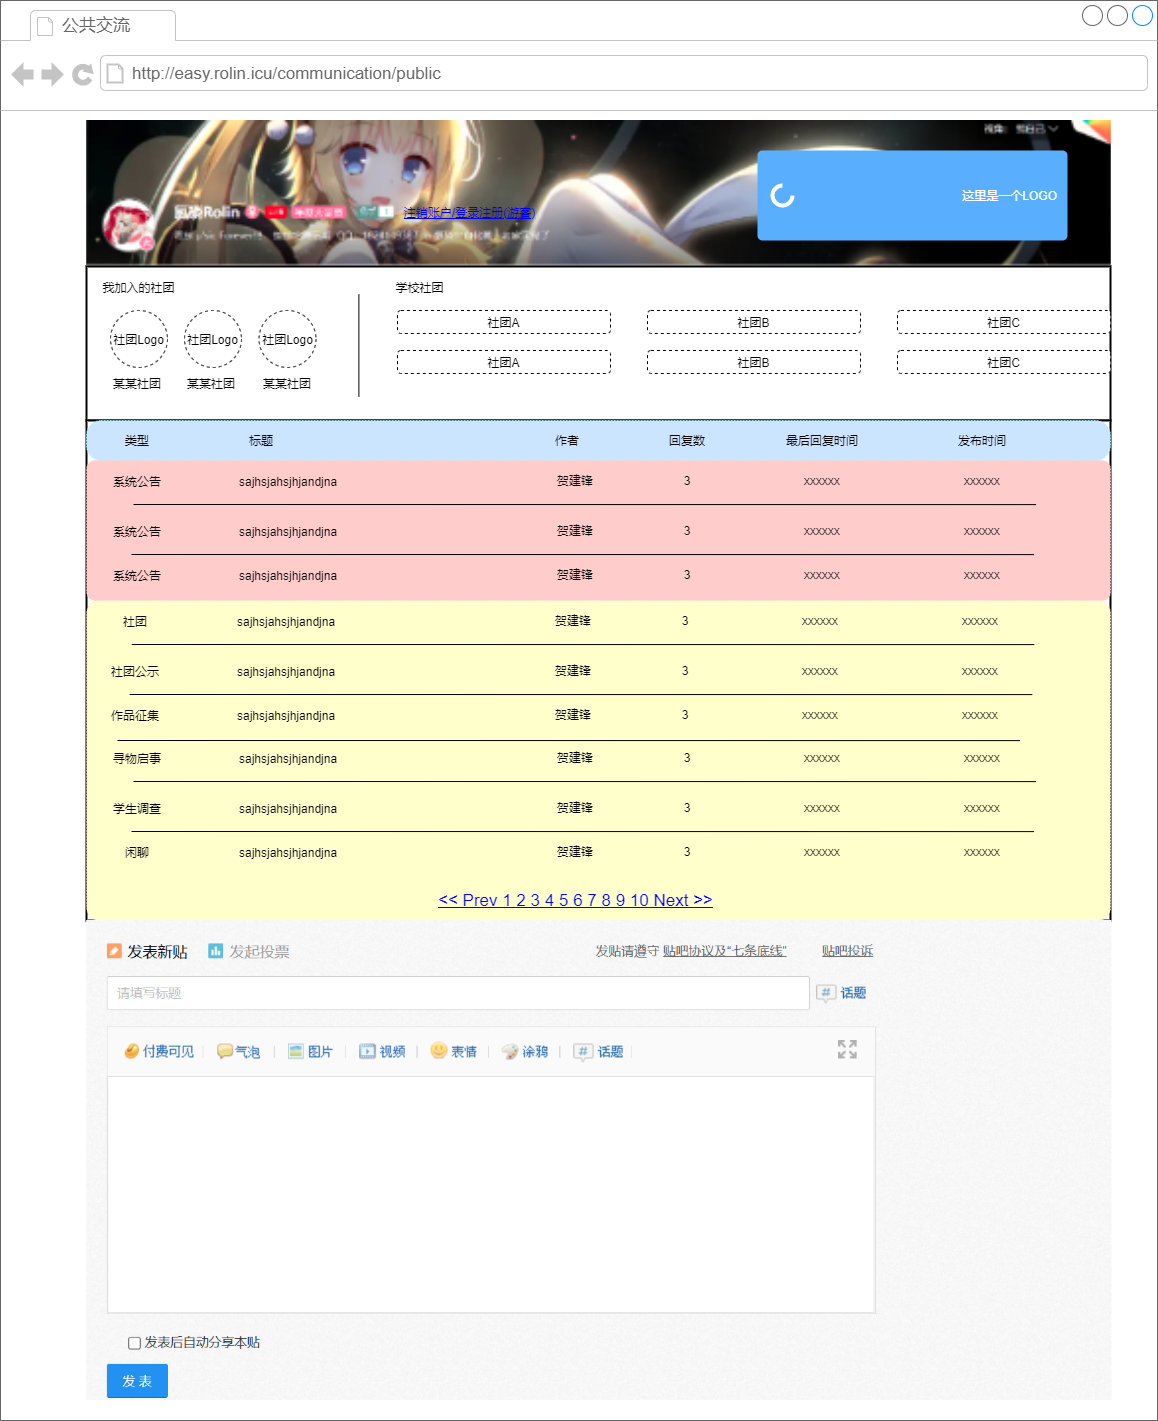 公共交流
http://easy.rolin.icu/communication/public
Rolin
注销账户/登录注册(游客)
这里是一个LOGO
我加入的社团
学校社团
社团Logo 社团Logo 社团Logo
某某社团 某某社团 某某社团
社团A 社团B 社团C
社团A 社团B 社团C
类型 标题 作者 回复数 最后回复时间 发布时间
系统公告 sajhsjahsjhjandjna 贺建锋 3 xxxxxx xxxxxx
系统公告 sajhsjahsjhjandjna 贺建锋 3 xxxxxx xxxxxx
系统公告 sajhsjahsjhjandjna 贺建锋 3 xxxxxx xxxxxx
社团 sajhsjahsjhjandjna 贺建锋 3 xxxxxx xxxxxx
社团公示 sajhsjahsjhjandjna 贺建锋 3 xxxxxx xxxxxx
作品征集 sajhsjahsjhjandjna 贺建锋 3 xxxxxx xxxxxx
寻物启事 sajhsjahsjhjandjna 贺建锋 3 xxxxxx xxxxxx
学生调查 sajhsjahsjhjandjna 贺建锋 3 xxxxxx xxxxxx
闲聊 sajhsjahsjhjandjna 贺建锋 3 xxxxxx xxxxxx
<< Prev 1 2 3 4 5 6 7 8 9 10 Next >>
发表新贴 发起投票 发贴请遵守 贴吧协议及“七条底线” 贴吧投诉
请填写标题 # 话题
付费可见 气泡 图片 视频 表情 涂鸦 # 话题
发表后自动分享本贴
发 表